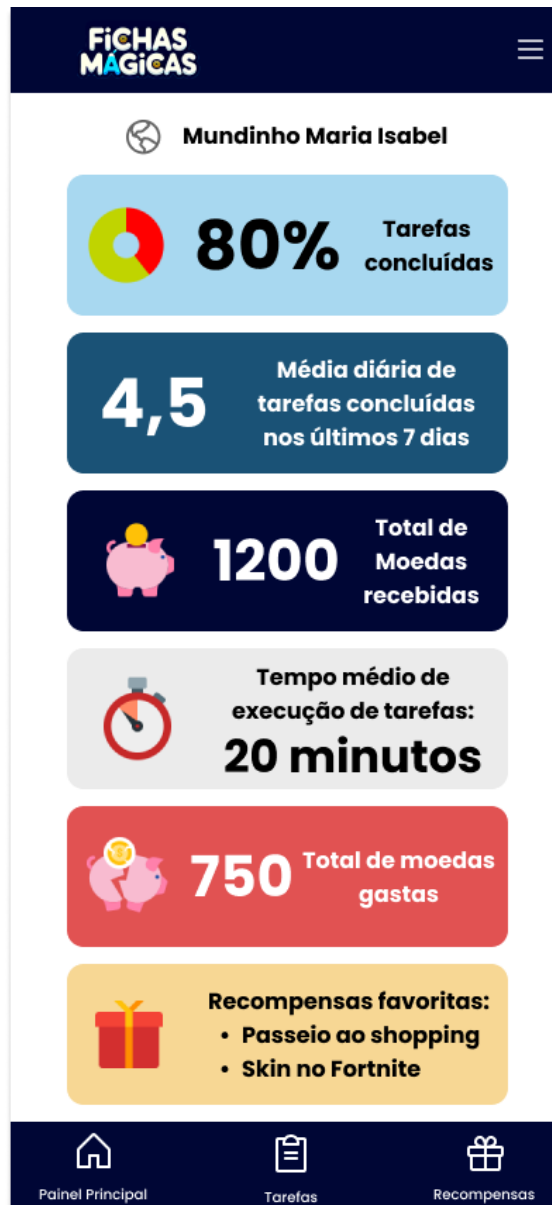 FiCHAS
MÁGiCAS
Mundinho Maria Isabel
80%
Tarefas
concluídas
4,5
Média diária de
tarefas concluídas
nos últimos 7 dias
1200
Total de
Moedas
recebidas
Tempo médio de
execução de tarefas:
20 minutos
750
Total de moedas
gastas
Recompensas favoritas:
• Passeio ao shopping
• Skin no Fortnite
Painel Principal
Tarefas
Recompensas